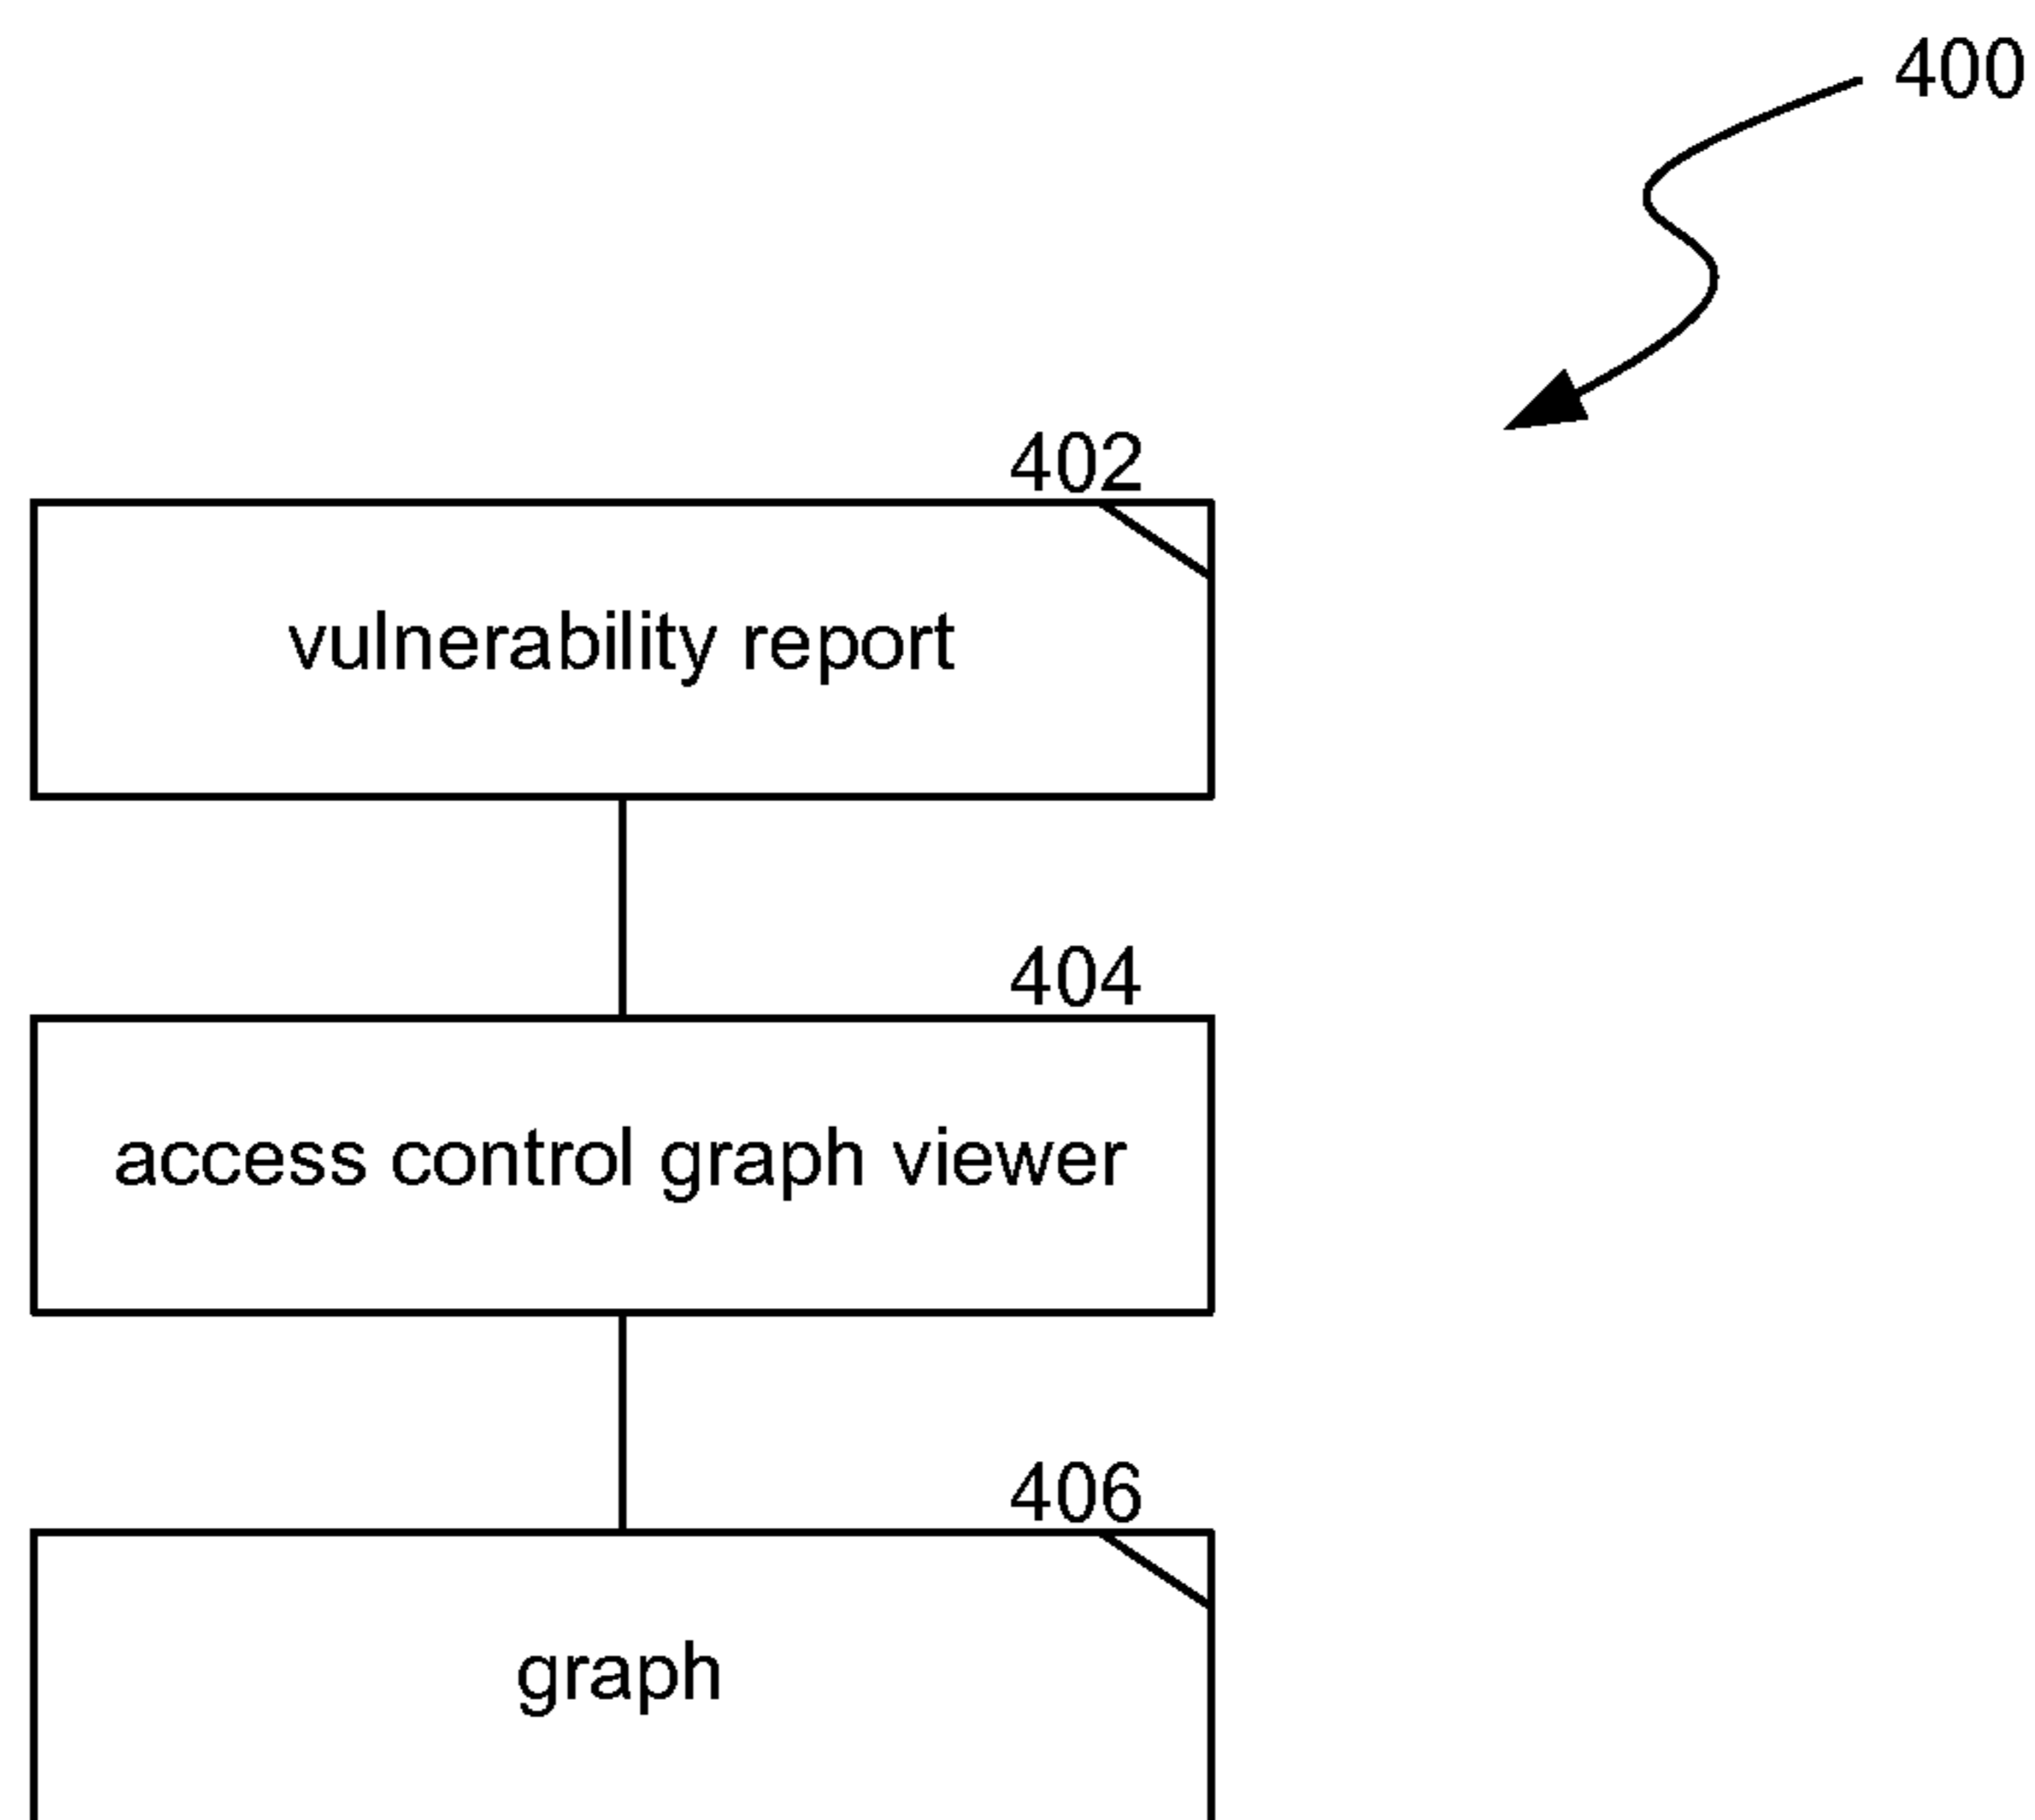 400
402
vulnerability report
404
access control graph viewer
406
graph